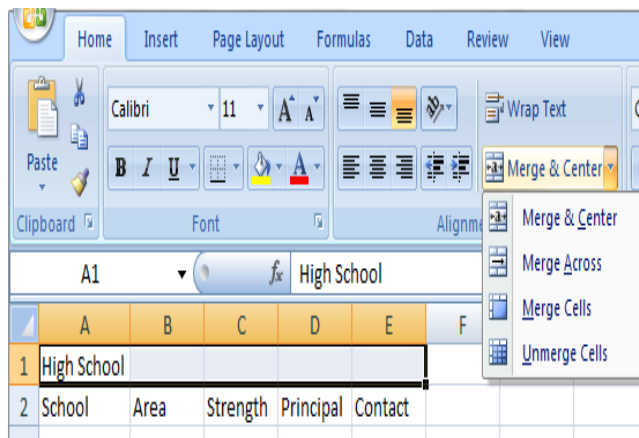 Home Insert Page Layout Formulas Data Review View
Calibri 11 A A Wrap Text
Paste B I U A Merge & Center
Clipboard Font Alignme
Merge & Center
Merge Across
Merge Cells
Unmerge Cells
A1 fx High School
A B C D E F
1 High School
2 School Area Strength Principal Contact